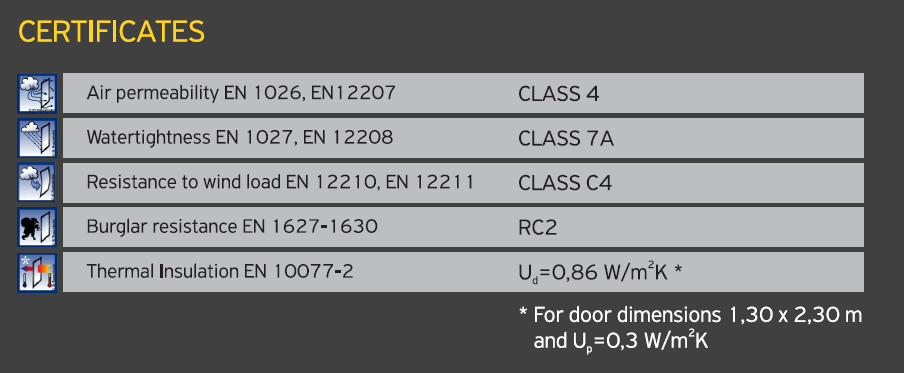 CERTIFICATES
Air permeability EN 1026, EN12207 CLASS 4
Watertightness EN 1027, EN 12208 CLASS 7A
Resistance to wind load EN 12210, EN 12211 CLASS C4
Burglar resistance EN 1627-1630 RC2
Thermal Insulation EN 10077-2 Ud=0,86 W/m²K *
* For door dimensions 1,30 x 2,30 m
and Up=0,3 W/m²K